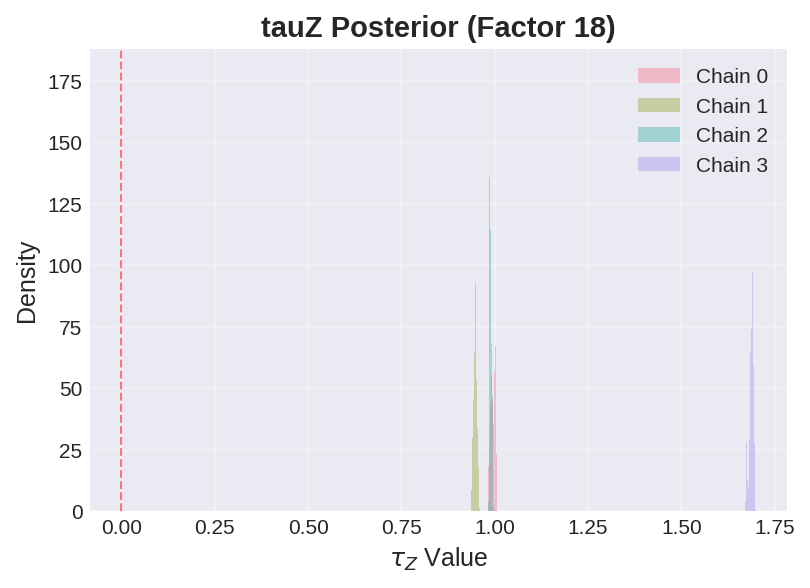 tauZ Posterior (Factor 18)
Chain 0
Chain 1
Chain 2
Chain 3
Density
175
150
125
100
75
50
25
0
0.00 0.25 0.50 0.75 1.00 1.25 1.50 1.75
τZ Value